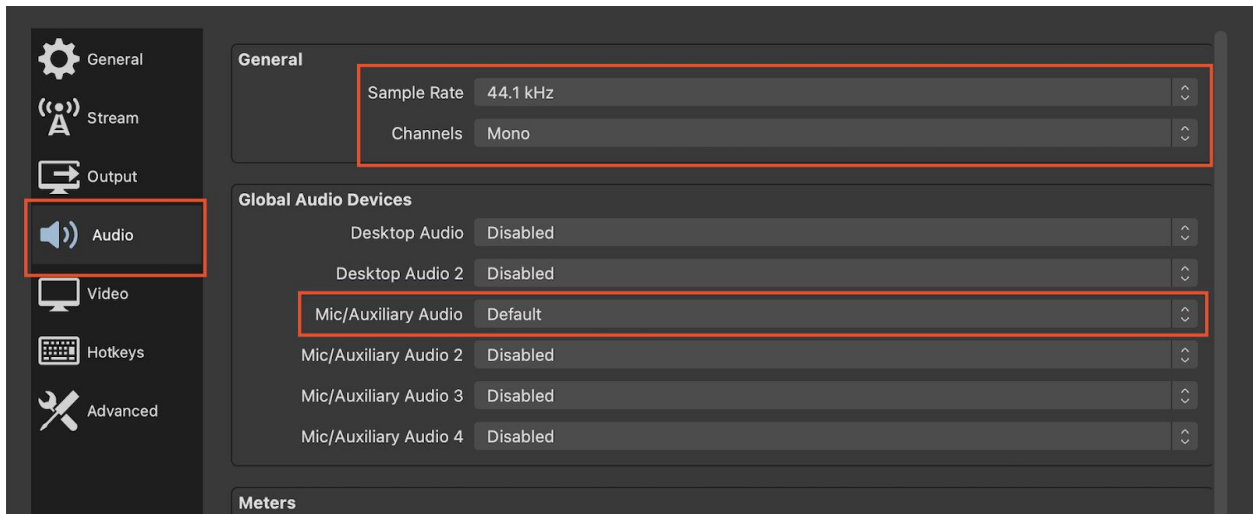 General
Stream
Output
Audio
Video
Hotkeys
Advanced
General
Sample Rate 44.1 kHz
Channels Mono
Global Audio Devices
Desktop Audio Disabled
Desktop Audio 2 Disabled
Mic/Auxiliary Audio Default
Mic/Auxiliary Audio 2 Disabled
Mic/Auxiliary Audio 3 Disabled
Mic/Auxiliary Audio 4 Disabled
Meters